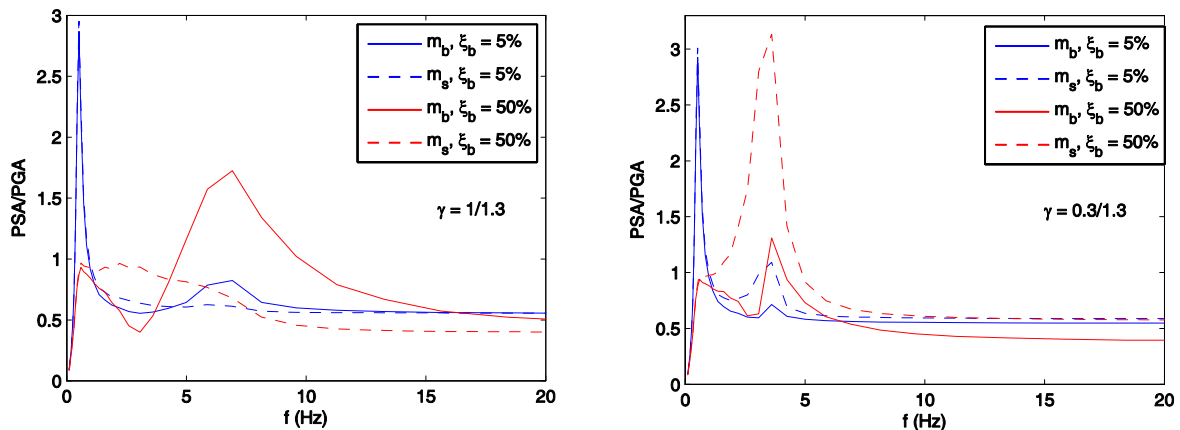 3
2.5
2
1.5
1
0.5
0
PSA/PGA
0 5 10 15 20
f (Hz)
m_b, ξ_b = 5%
m_s, ξ_b = 5%
m_b, ξ_b = 50%
m_s, ξ_b = 50%
γ = 1/1.3
3
2.5
2
1.5
1
0.5
0
PSA/PGA
0 5 10 15 20
f (Hz)
m_b, ξ_b = 5%
m_s, ξ_b = 5%
m_b, ξ_b = 50%
m_s, ξ_b = 50%
γ = 0.3/1.3